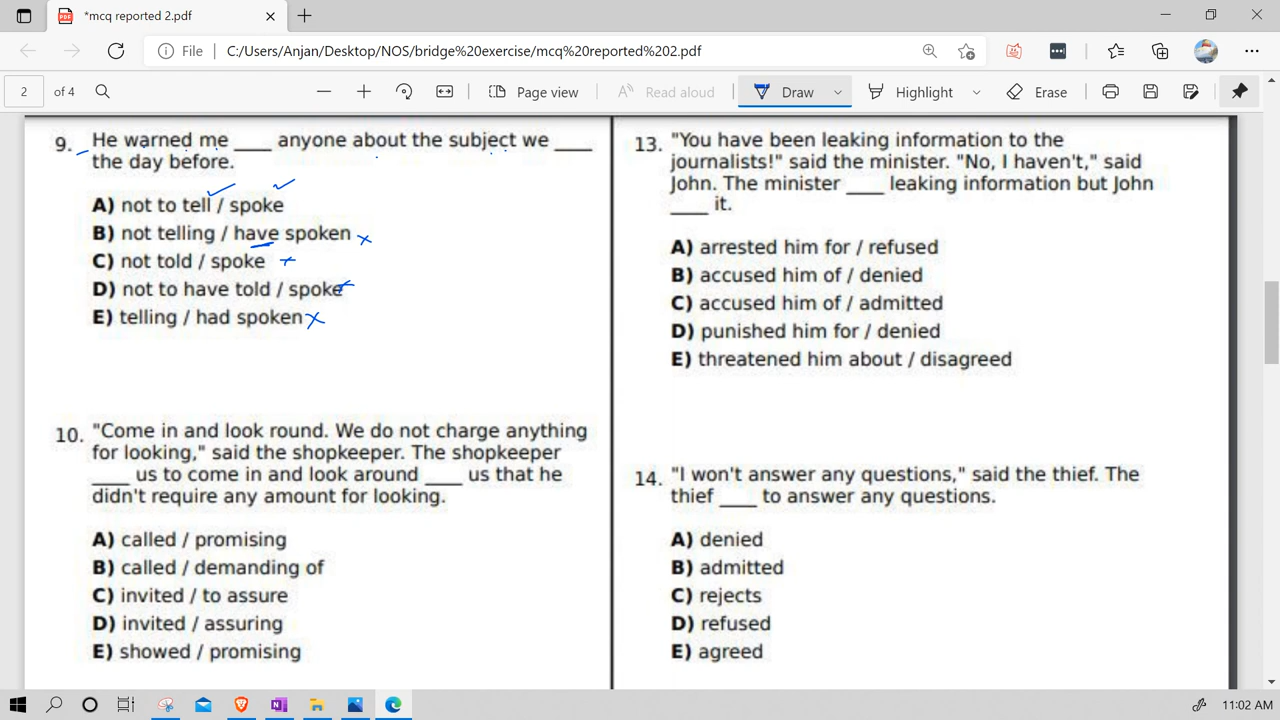 *mcq reported 2.pdf
File C:/Users/Anjan/Desktop/NOS/bridge%20exercise/mcq%20reported%202.pdf
2 of 4 Page view Read aloud Draw Highlight Erase
9. He warned me ____ anyone about the subject we ____
the day before.
A) not to tell / spoke
B) not telling / have spoken
C) not told / spoke
D) not to have told / spoke
E) telling / had spoken
10. "Come in and look round. We do not charge anything
for looking," said the shopkeeper. The shopkeeper
____ us to come in and look around ____ us that he
didn't require any amount for looking.
A) called / promising
B) called / demanding of
C) invited / to assure
D) invited / assuring
E) showed / promising
13. "You have been leaking information to the
journalists!" said the minister. "No, I haven't," said
John. The minister ____ leaking information but John
____ it.
A) arrested him for / refused
B) accused him of / denied
C) accused him of / admitted
D) punished him for / denied
E) threatened him about / disagreed
14. "I won't answer any questions," said the thief. The
thief ____ to answer any questions.
A) denied
B) admitted
C) rejects
D) refused
E) agreed
11:02 AM